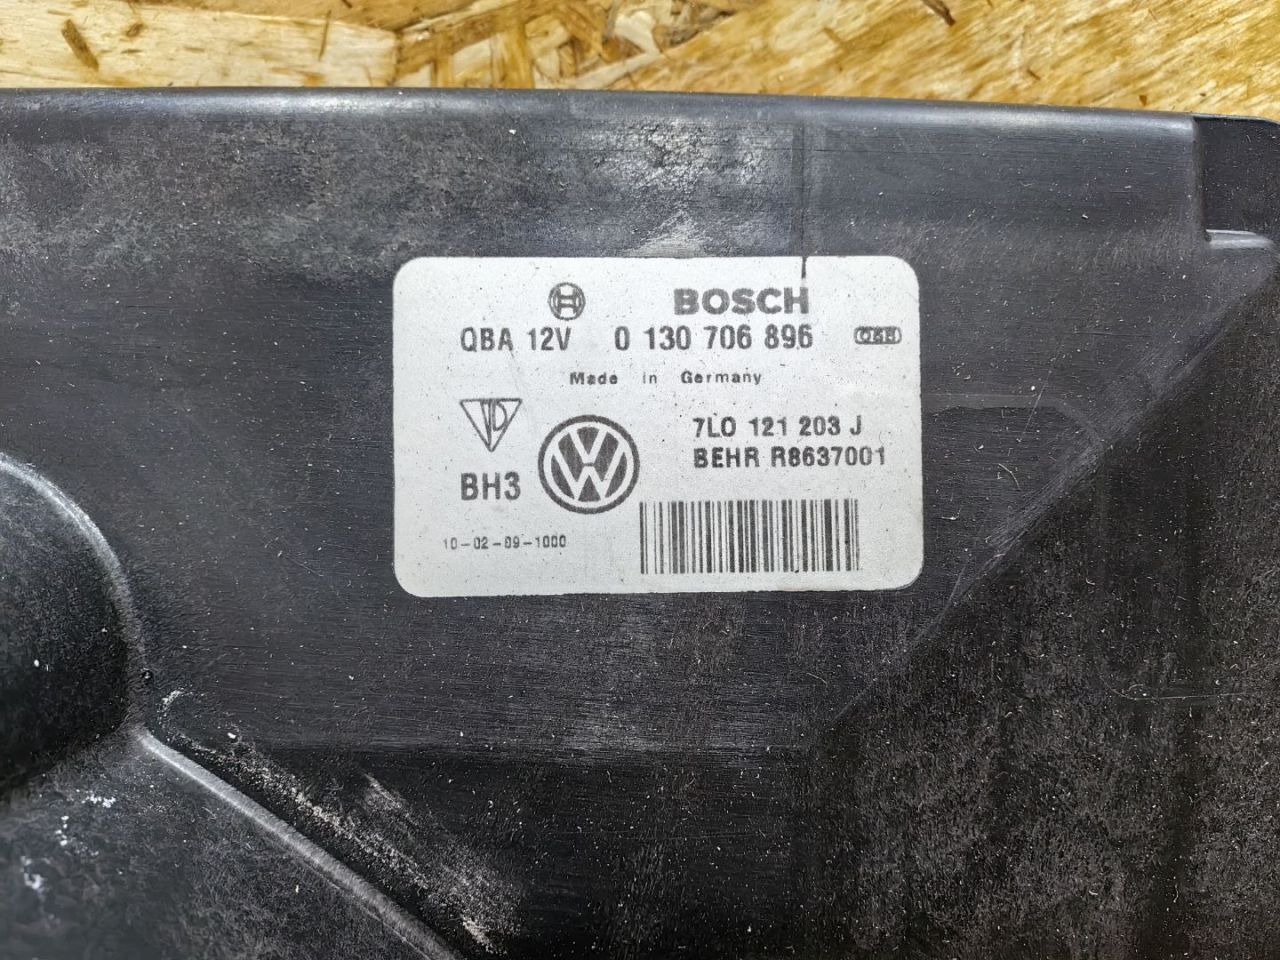 BOSCH
QBA 12V 0 130 706 896
Made in Germany
7L0 121 203 J
BEHR R8637001
BH3
10-02-09-1000